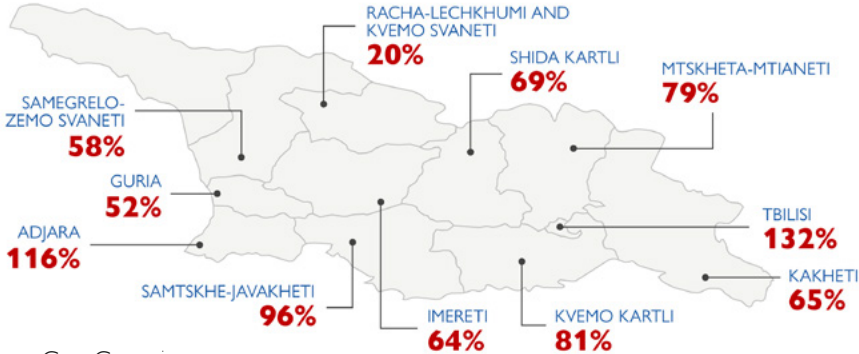 RACHA-LECHKHUMI AND
KVEMO SVANETI
20%
SHIDA KARTLI
69%
MTSKHETA-MTIANETI
79%
SAMEGRELO-
ZEMO SVANETI
58%
GURIA
52%
ADJARA
116%
TBILISI
132%
KAKHETI
65%
SAMTSKHE-JAVAKHETI
96%
IMERETI
64%
KVEMO KARTLI
81%